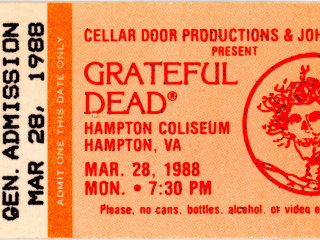 GEN. ADMISSION
MAR 28, 1988
ADMIT ONE THIS DATE ONLY
CELLAR DOOR PRODUCTIONS & JOH
PRESENT
GRATEFUL
DEAD®
HAMPTON COLISEUM
HAMPTON, VA
MAR. 28, 1988
MON. • 7:30 PM
Please, no cans, bottles, alcohol, or video e